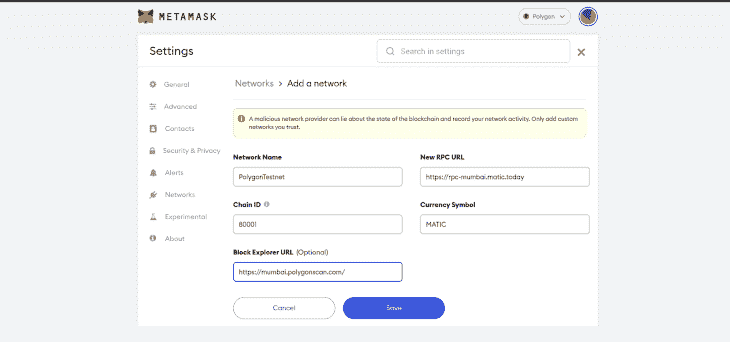 METAMASK
Polygon
Settings
Search in settings
General
Advanced
Contacts
Security & Privacy
Alerts
Networks
Experimental
About
Networks > Add a network
A malicious network provider can lie about the state of the blockchain and record your network activity. Only add custom
networks you trust.
Network Name
New RPC URL
PolygonTestnet
https://rpc-mumbai.matic.today
Chain ID
Currency Symbol
80001
MATIC
Block Explorer URL (Optional)
https://mumbai.polygonscan.com/
Cancel
Save